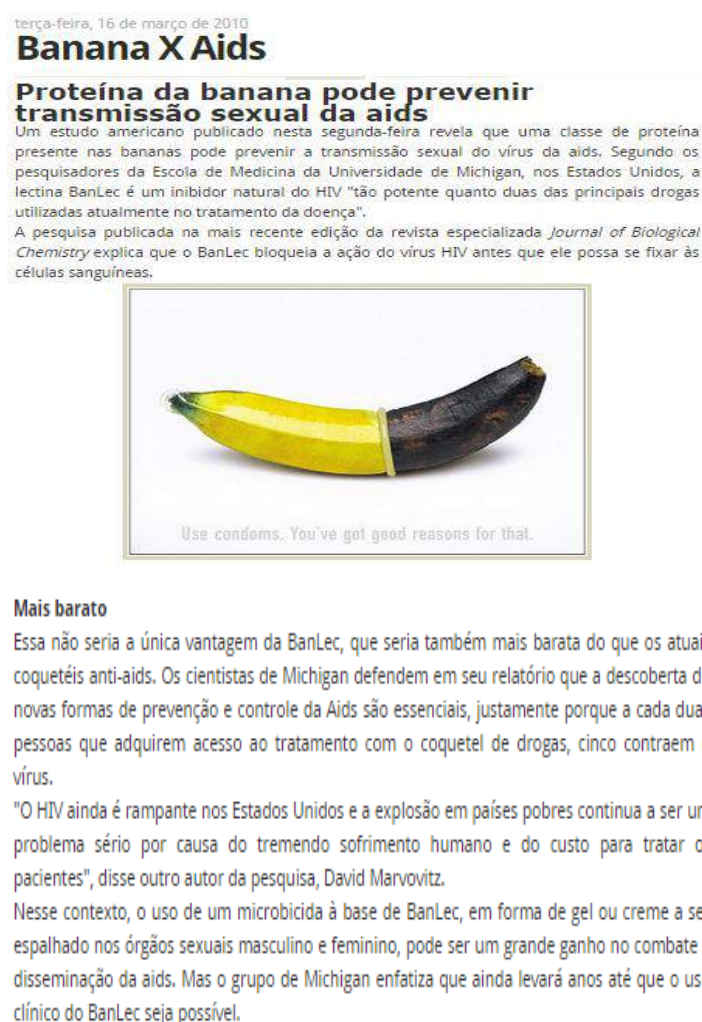 terça-feira, 16 de março de 2010
Banana X Aids
Proteína da banana pode prevenir
transmissão sexual da aids
Um estudo americano publicado nesta segunda-feira revela que uma classe de proteína
presente nas bananas pode prevenir a transmissão sexual do vírus da aids. Segundo os
pesquisadores da Escola de Medicina da Universidade de Michigan, nos Estados Unidos, a
lectina BanLec é um inibidor natural do HIV "tão potente quanto duas das principais drogas
utilizadas atualmente no tratamento da doença".
A pesquisa publicada na mais recente edição da revista especializada Journal of Biological
Chemistry explica que o BanLec bloqueia a ação do vírus HIV antes que ele possa se fixar às
células sanguíneas.
Use condoms. You've got good reasons for that.
Mais barato
Essa não seria a única vantagem da BanLec, que seria também mais barata do que os atuai
coquetéis anti-aids. Os cientistas de Michigan defendem em seu relatório que a descoberta d
novas formas de prevenção e controle da Aids são essenciais, justamente porque a cada dua
pessoas que adquirem acesso ao tratamento com o coquetel de drogas, cinco contraem
vírus.
"O HIV ainda é rampante nos Estados Unidos e a explosão em países pobres continua a ser un
problema sério por causa do tremendo sofrimento humano e do custo para tratar o
pacientes", disse outro autor da pesquisa, David Marvovitz.
Nesse contexto, o uso de um microbicida à base de BanLec, em forma de gel ou creme a se
espalhado nos órgãos sexuais masculino e feminino, pode ser um grande ganho no combate
disseminação da aids. Mas o grupo de Michigan enfatiza que ainda levará anos até que o us
clínico do BanLec seja possível.